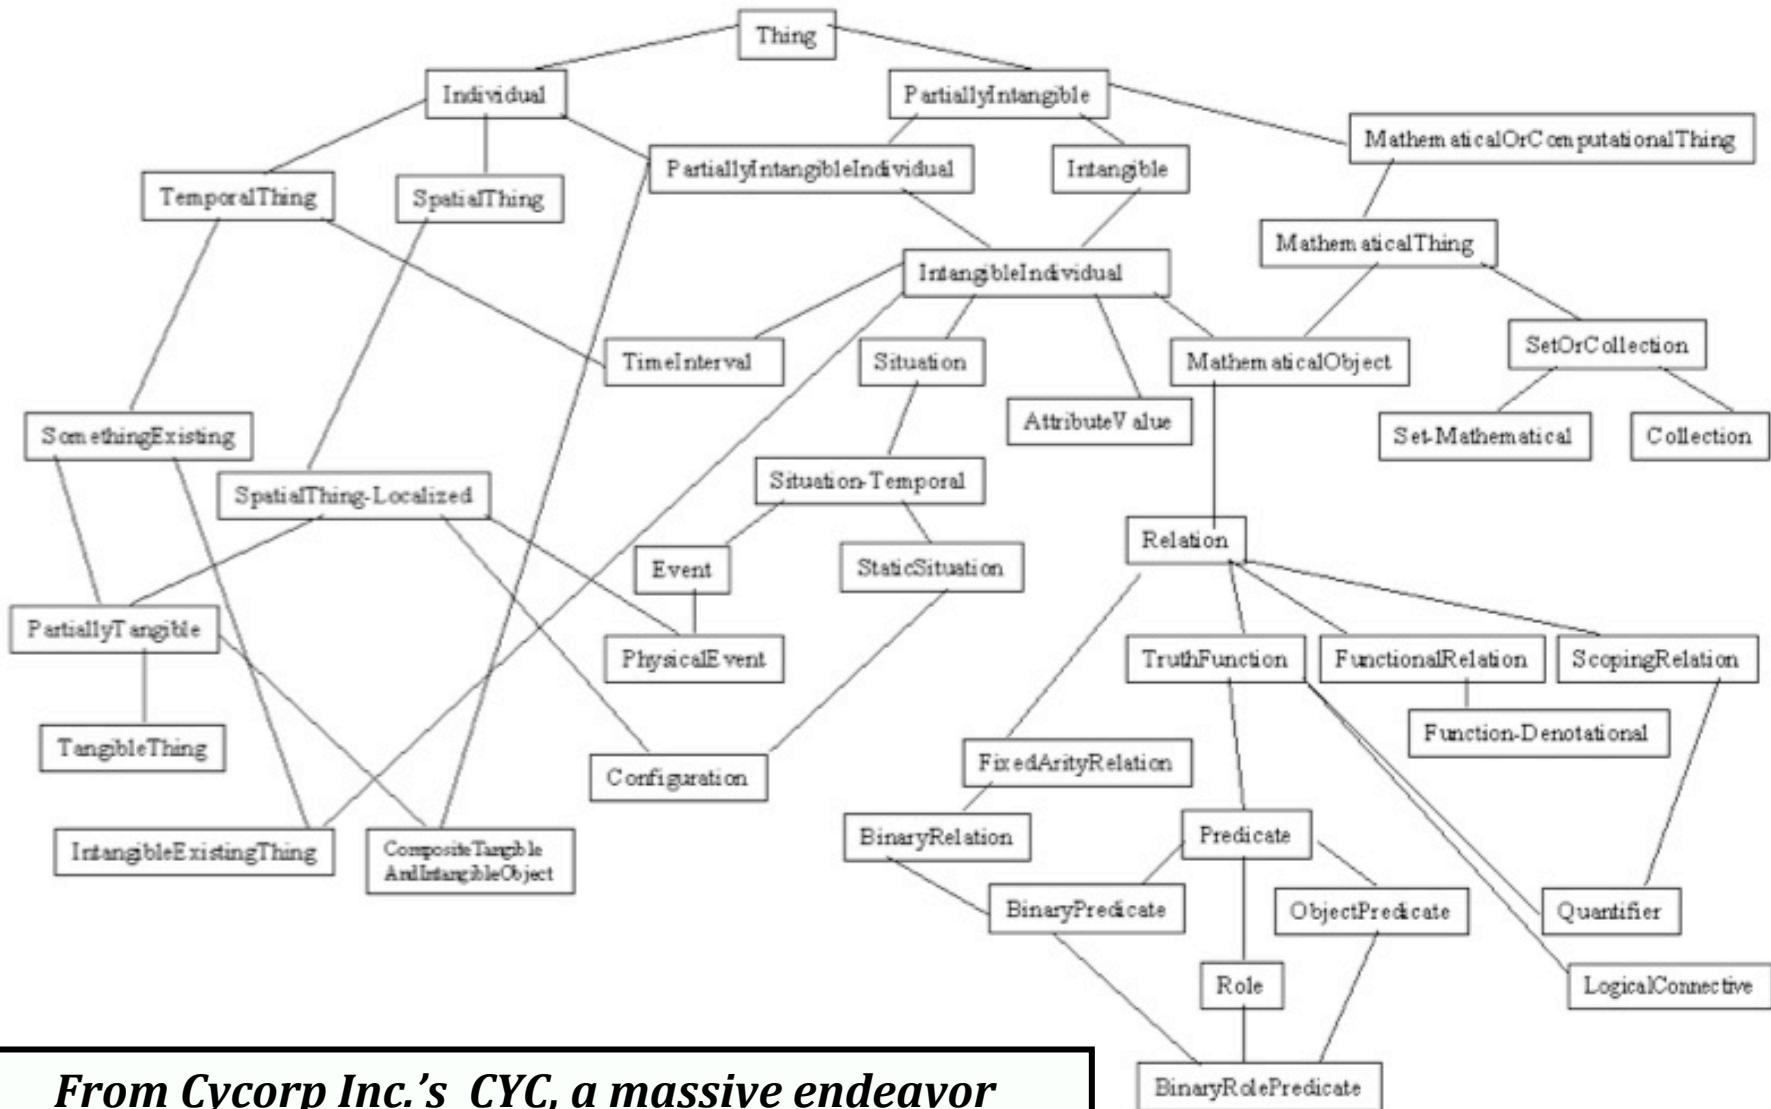 Thing
Individual
PartiallyIntangible
MathematicalOrComputationalThing
PartiallyIntangibleIndividual
Intangible
TemporalThing
SpatialThing
MathematicalThing
IntangibleIndividual
TimeInterval
Situation
MathematicalObject
SetOrCollection
AttributeValue
Set-Mathematical
Collection
SomethingExisting
SpatialThing-Localized
Situation-Temporal
Relation
Event
StaticSituation
PartiallyTangible
PhysicalEvent
TruthFunction
FunctionalRelation
ScopingRelation
TangibleThing
Function-Denotational
FixedArityRelation
Configuration
IntangibleExistingThing
CompositeTangible
AndIntangibleObject
BinaryRelation
Predicate
BinaryPredicate
ObjectPredicate
Quantifier
Role
LogicalConnective
BinaryRolePredicate
From Cycorp Inc.'s CYC, a massive endeavor